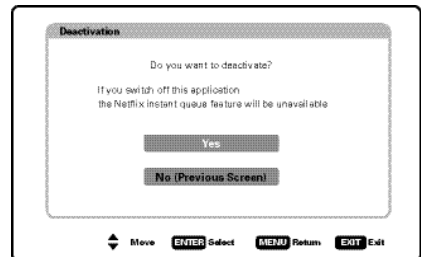 Deactivation
Do you want to deactivate?
If you switch off this application
the Netflix instant queue feature will be unavailable
Yes
No (Previous Screen)
Move ENTER Select MENU Return EXIT Exit